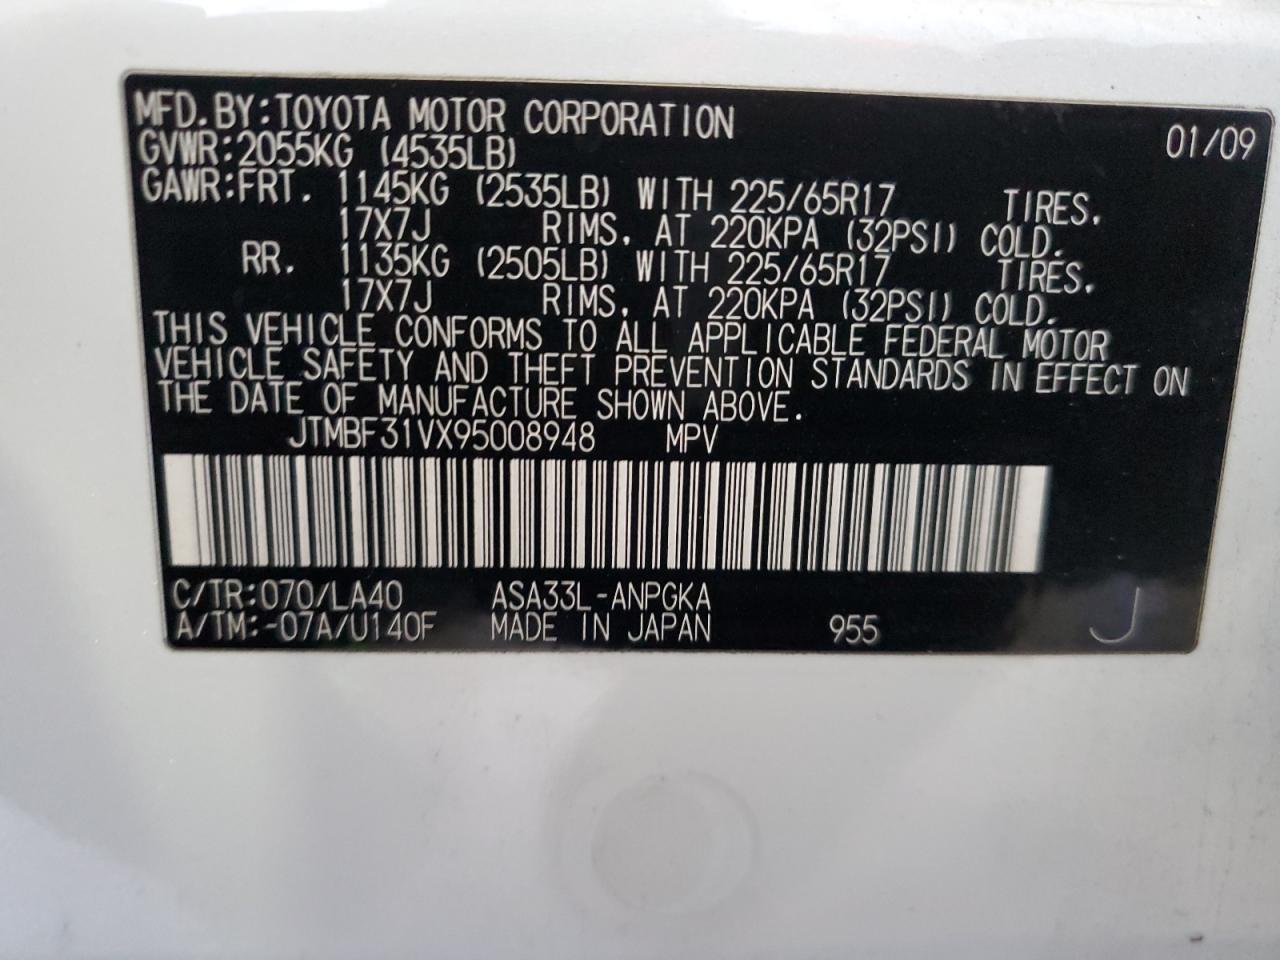 MFD. BY: TOYOTA MOTOR CORPORATION 01/09
GVWR: 2055KG (4535LB)
GAWR: FRT. 1145KG (2535LB) WITH 225/65R17 TIRES.
17X7J RIMS, AT 220KPA (32PSI) COLD.
RR. 1135KG (2505LB) WITH 225/65R17 TIRES.
17X7J RIMS, AT 220KPA (32PSI) COLD.
THIS VEHICLE CONFORMS TO ALL APPLICABLE FEDERAL MOTOR
VEHICLE SAFETY AND THEFT PREVENTION STANDARDS IN EFFECT ON
THE DATE OF MANUFACTURE SHOWN ABOVE.
JTMBF31VX95008948 MPV
C/TR: 070/LA40 ASA33L-ANPGKA
A/TM: -07A/U140F MADE IN JAPAN 955 J